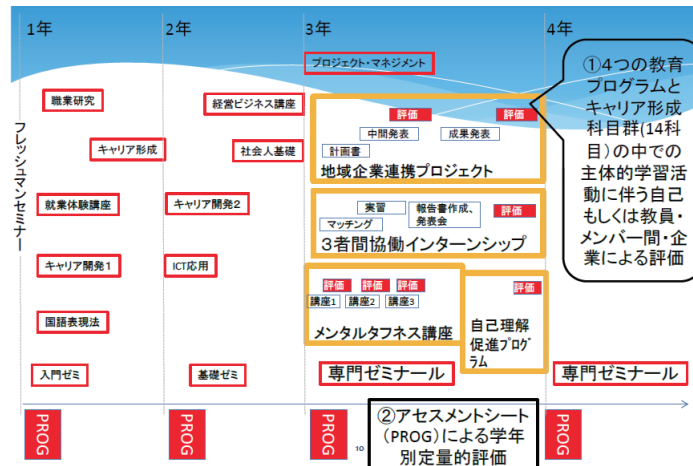 1年
2年
3年
4年
プロジェクト・マネジメント
職業研究
経営ビジネス講座
キャリア形成
社会人基礎
フレッシュマンセミナー
就業体験講座
キャリア開発2
キャリア開発1
ICT応用
国語表現法
入門ゼミ
基礎ゼミ
評価
評価
中間発表
成果発表
計画書
地域企業連携プロジェクト
実習
報告書作成、
発表会
評価
マッチング
3者間協働インターンシップ
評価
評価
評価
講座1
講座2
講座3
メンタルタフネス講座
評価
自己理解
促進プログ
ラム
専門ゼミナール
専門ゼミナール
①4つの教育
プログラムと
キャリア形成
科目群(14科
目)の中での
主体的学習活
動に伴う自己
もしくは教員・
メンバー間・企
業による評価
PROG
PROG
PROG
PROG
10
②アセスメントシート
(PROG)による学年
別定量的評価